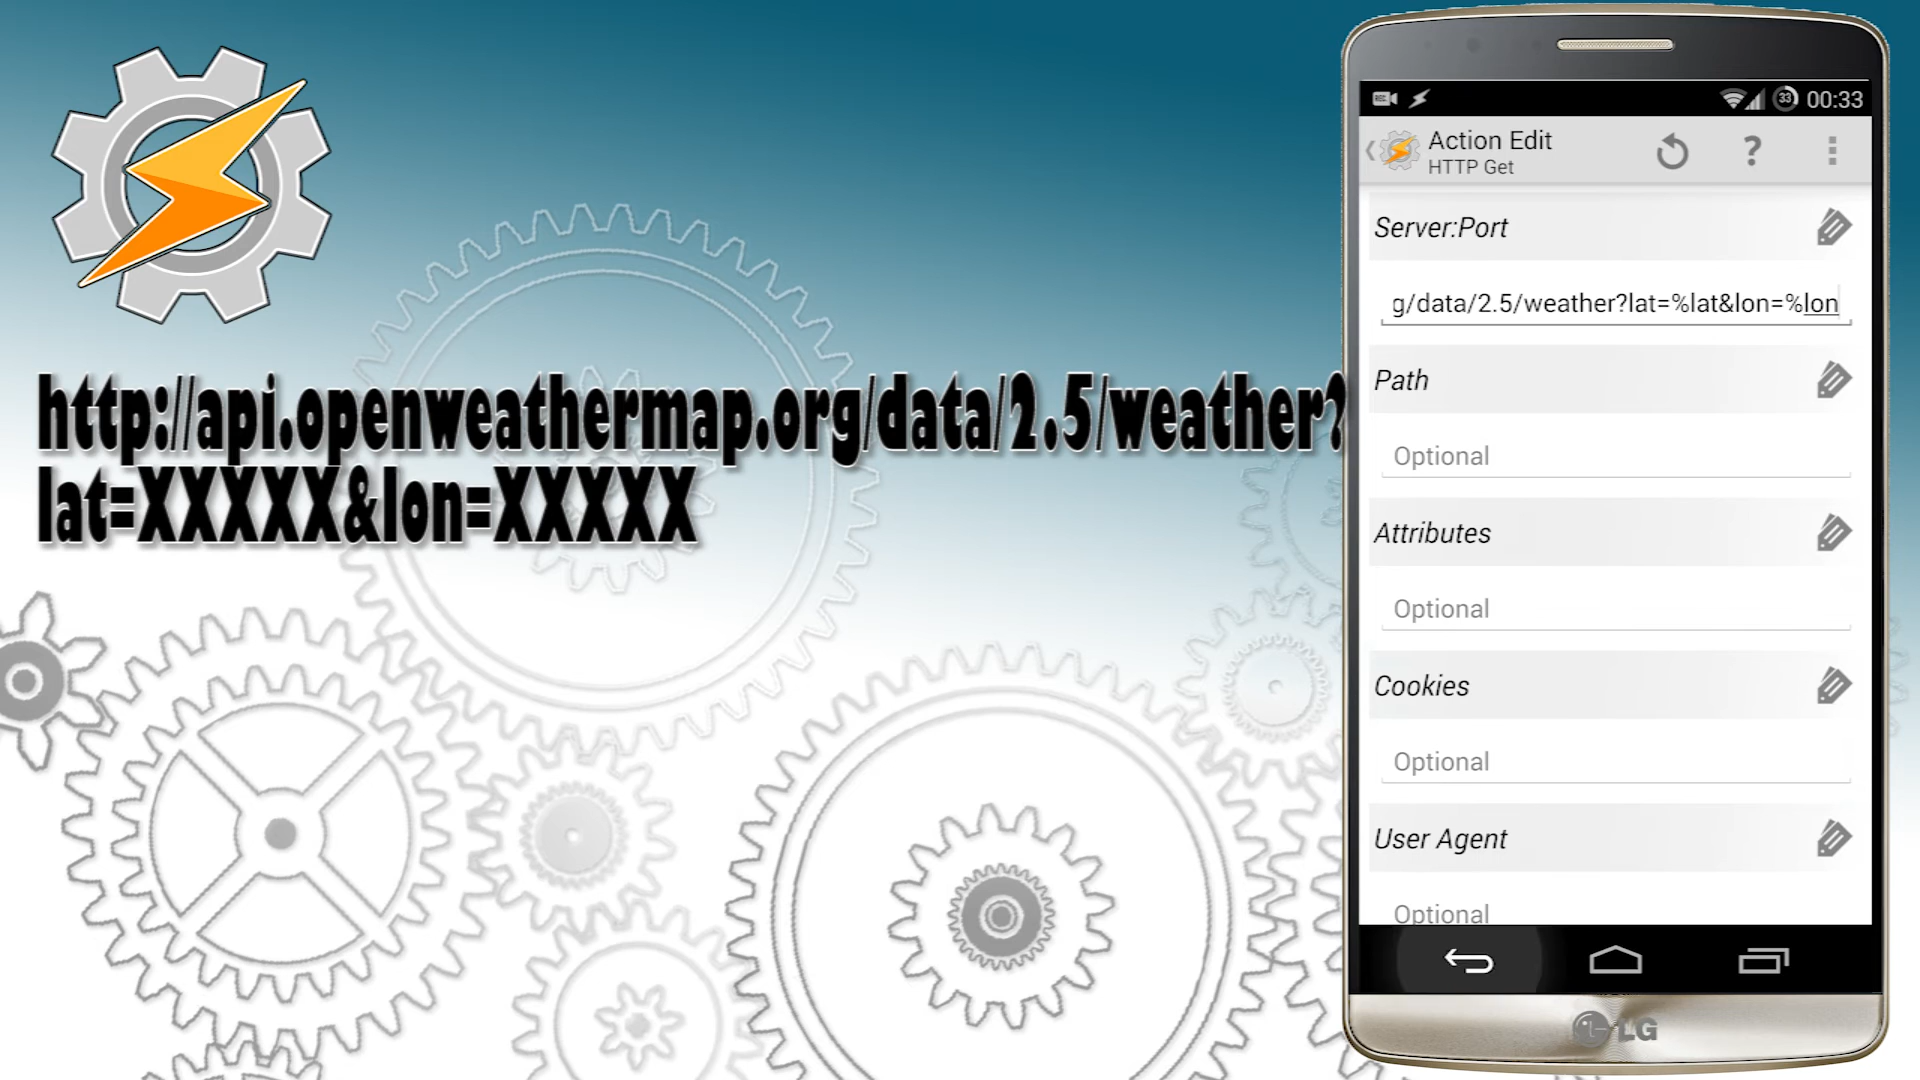 http://api.openweathermap.org/data/2.5/weather?
lat=XXXXX&lon=XXXXX
REC
33
00:33
Action Edit
HTTP Get
?
Server:Port
g/data/2.5/weather?lat=%lat&lon=%lon
Path
Optional
Attributes
Optional
Cookies
Optional
User Agent
Optional
LG